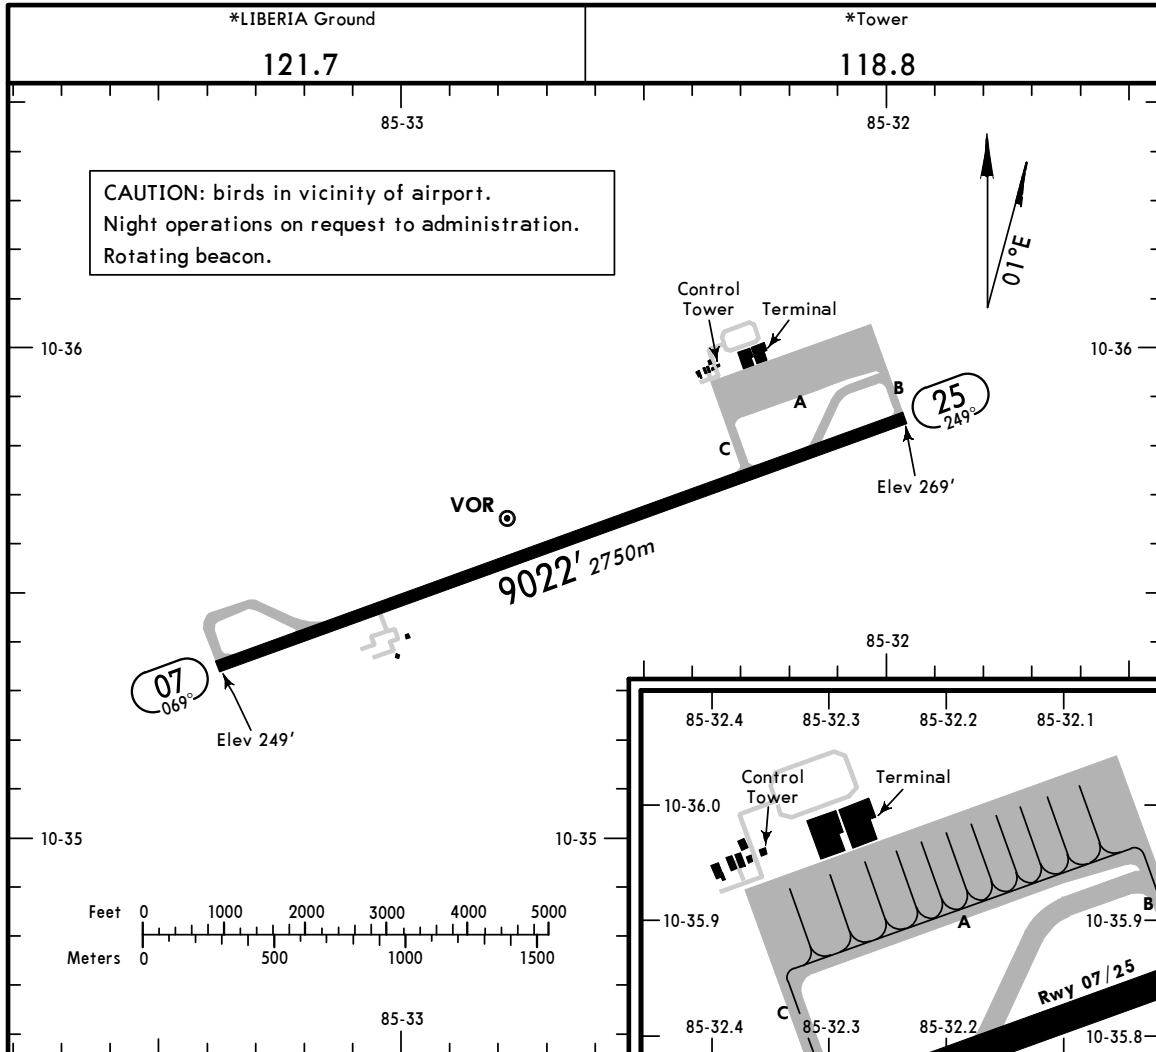 *LIBERIA Ground
121.7
*Tower
118.8
85-33
85-32
CAUTION: birds in vicinity of airport.
Night operations on request to administration.
Rotating beacon.
01°E
Control
Tower
Terminal
10-36
10-36
A
B
C
25
249°
Elev 269'
VOR
9022' 2750m
07
069°
Elev 249'
85-32
10-35
10-35
Feet 0 1000 2000 3000 4000 5000
Meters 0 500 1000 1500
85-33
85-32.4 85-32.3 85-32.2 85-32.1
Control
Tower
Terminal
10-36.0
10-35.9
10-35.9
A
B
C
Rwy 07/25
85-32.4 85-32.3 85-32.2
10-35.8